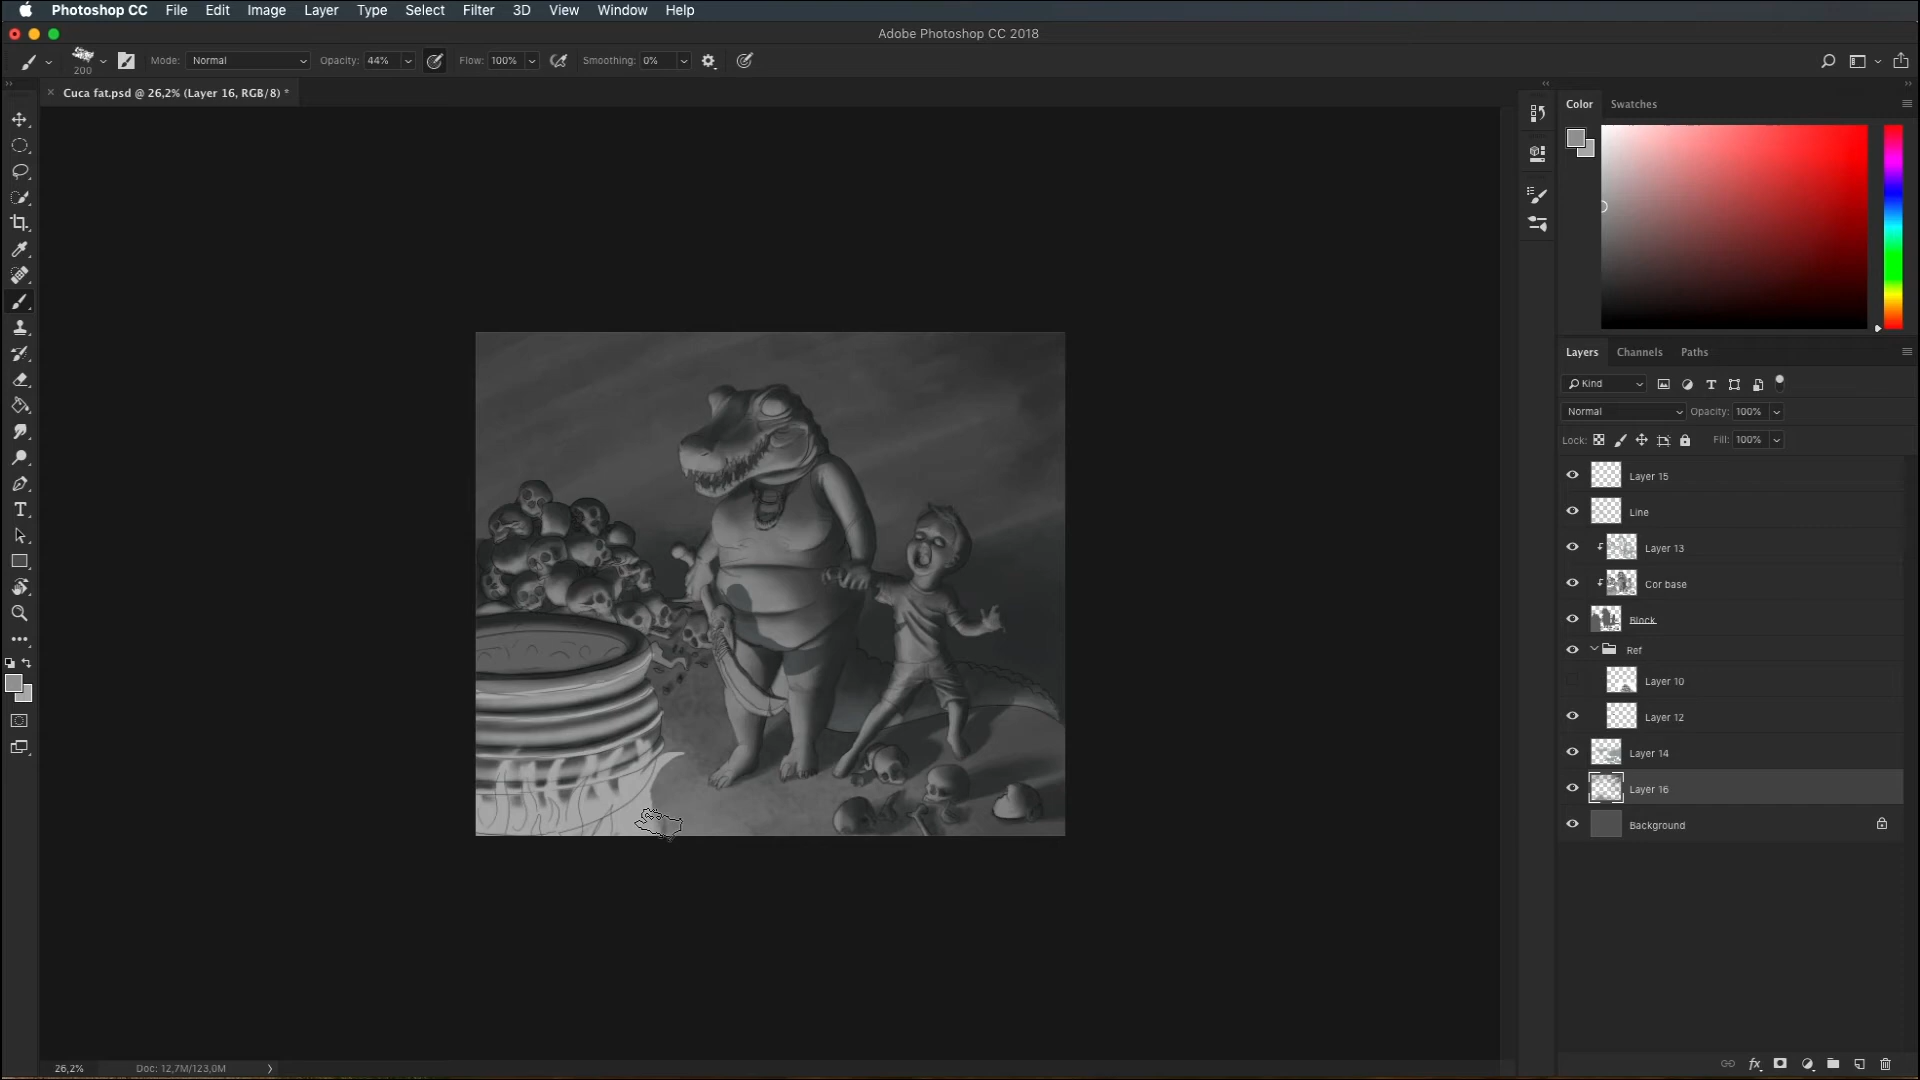 Photoshop CC File Edit Image Layer Type Select Filter 3D View Window Help
Adobe Photoshop CC 2018
200 Mode: Normal Opacity: 44% Flow: 100% Smoothing: 0%
Cuca fat.psd @ 26,2% (Layer 16, RGB/8) *
Color Swatches
Layers Channels Paths
Kind
Normal Opacity: 100%
Lock: Fill: 100%
Layer 15
Line
Layer 13
Cor base
Block
Ref
Layer 10
Layer 12
Layer 14
Layer 16
Background
26,2% Doc: 12,7M/123,0M